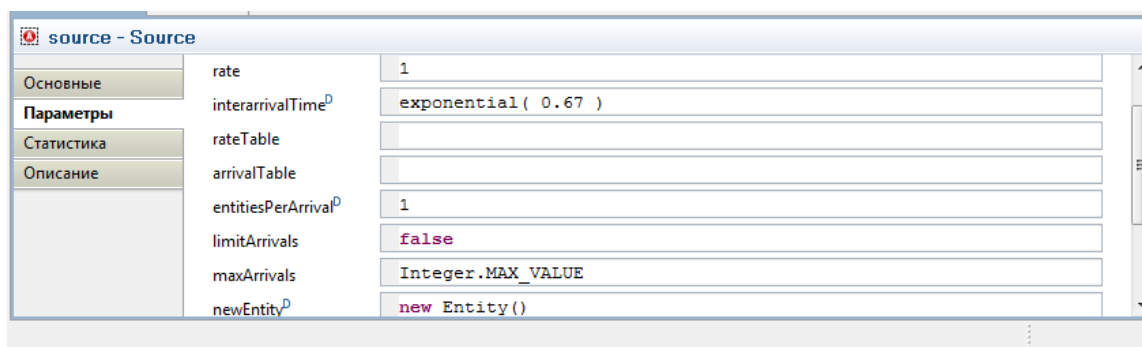 source - Source
Основные
Параметры
Статистика
Описание
rate 1
interarrivalTimeD exponential( 0.67 )
rateTable
arrivalTable
entitiesPerArrivalD 1
limitArrivals false
maxArrivals Integer.MAX_VALUE
newEntityD new Entity()